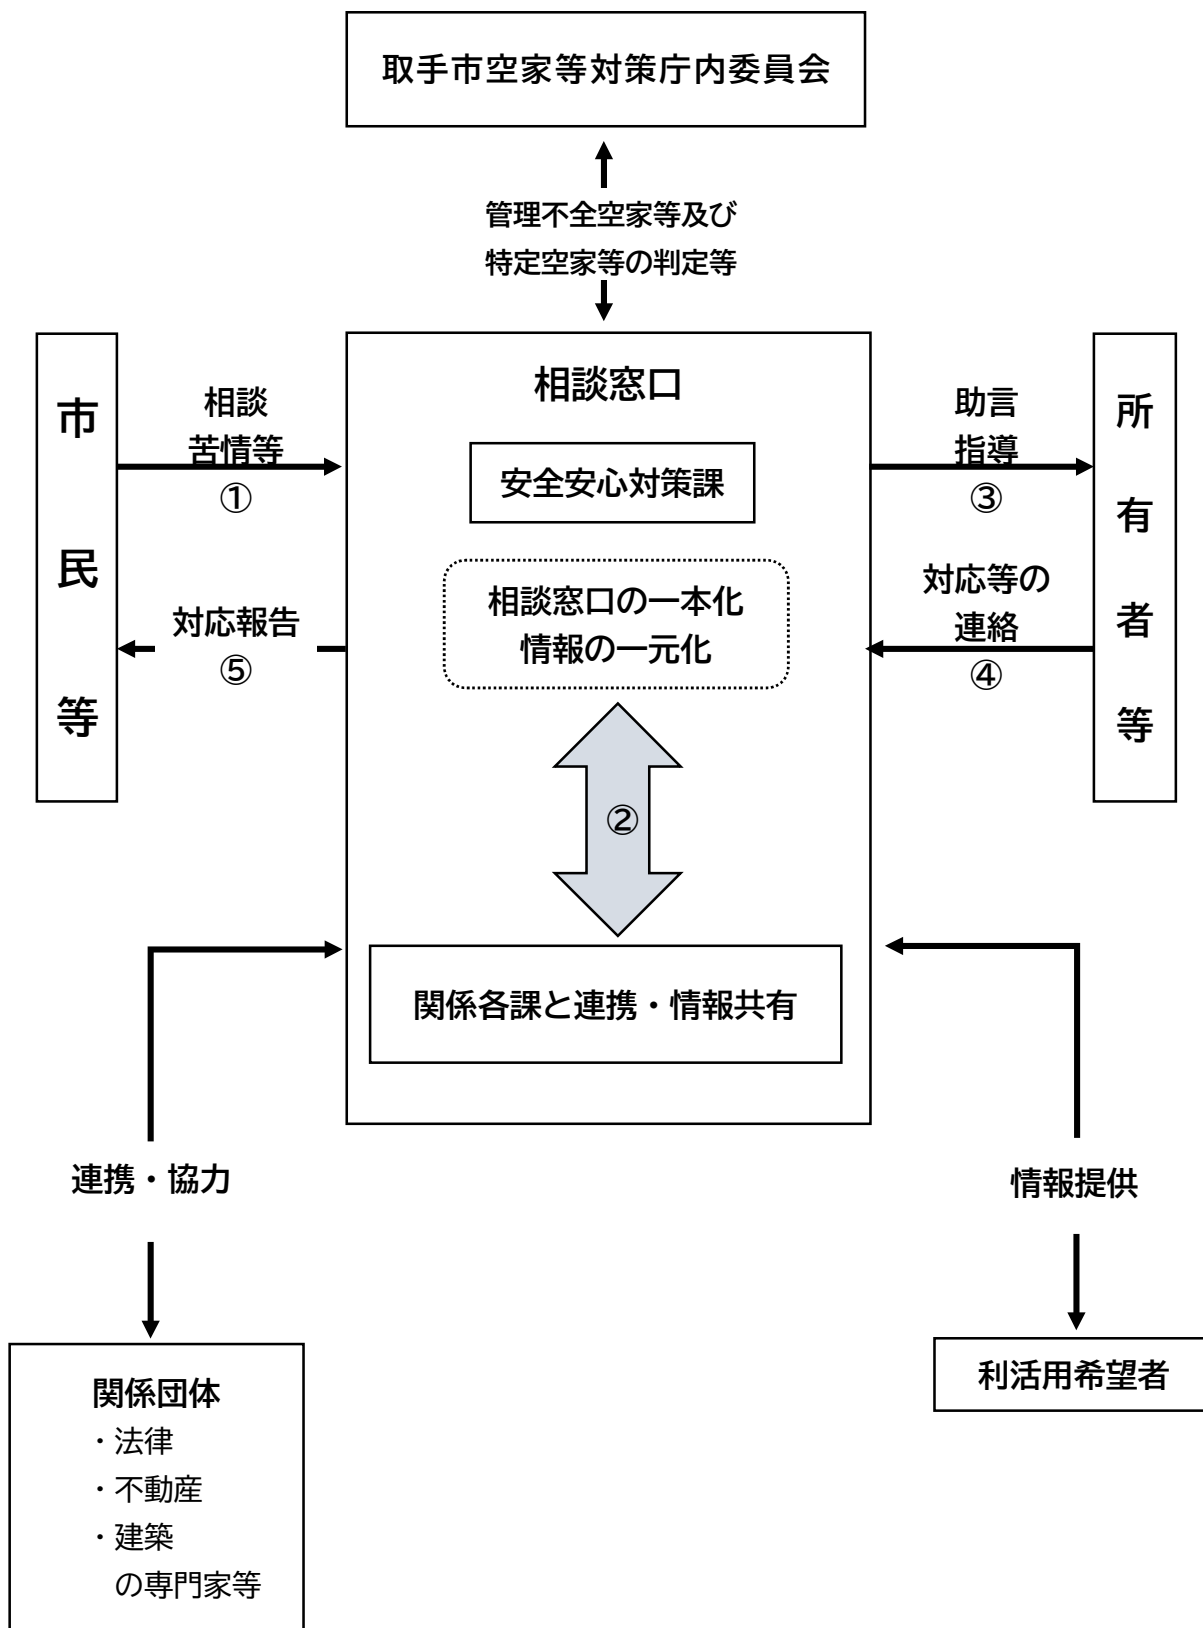 取手市空家等対策庁内委員会
管理不全空家等及び
特定空家等の判定等
市民等
相談
苦情等
①
対応報告
⑤
相談窓口
安全安心対策課
相談窓口の一本化
情報の一元化
②
関係各課と連携・情報共有
助言
指導
③
対応等の
連絡
④
所有者等
連携・協力
情報提供
関係団体
・法律
・不動産
・建築
の専門家等
利活用希望者